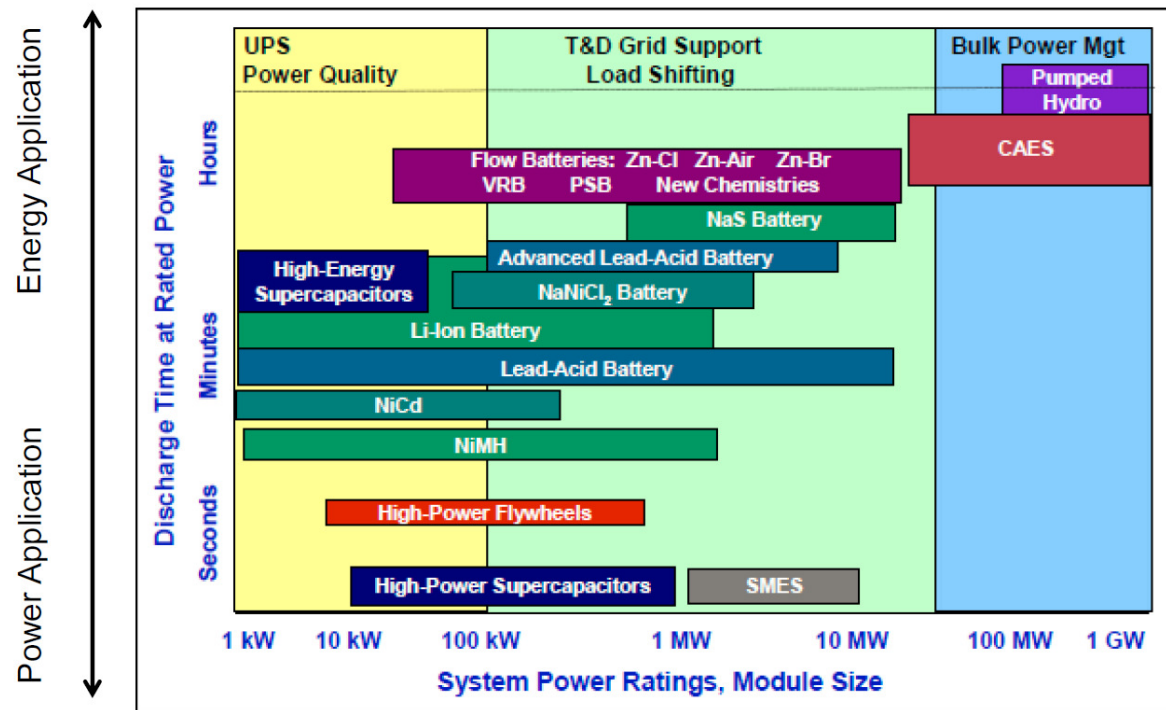 Energy Application
Power Application
Discharge Time at Rated Power
Hours
Minutes
Seconds
UPS
Power Quality
T&D Grid Support
Load Shifting
Bulk Power Mgt
Pumped
Hydro
CAES
Flow Batteries: Zn-Cl Zn-Air Zn-Br
VRB PSB New Chemistries
NaS Battery
Advanced Lead-Acid Battery
High-Energy
Supercapacitors
NaNiCl₂ Battery
Li-Ion Battery
Lead-Acid Battery
NiCd
NiMH
High-Power Flywheels
High-Power Supercapacitors
SMES
1 kW 10 kW 100 kW 1 MW 10 MW 100 MW 1 GW
System Power Ratings, Module Size